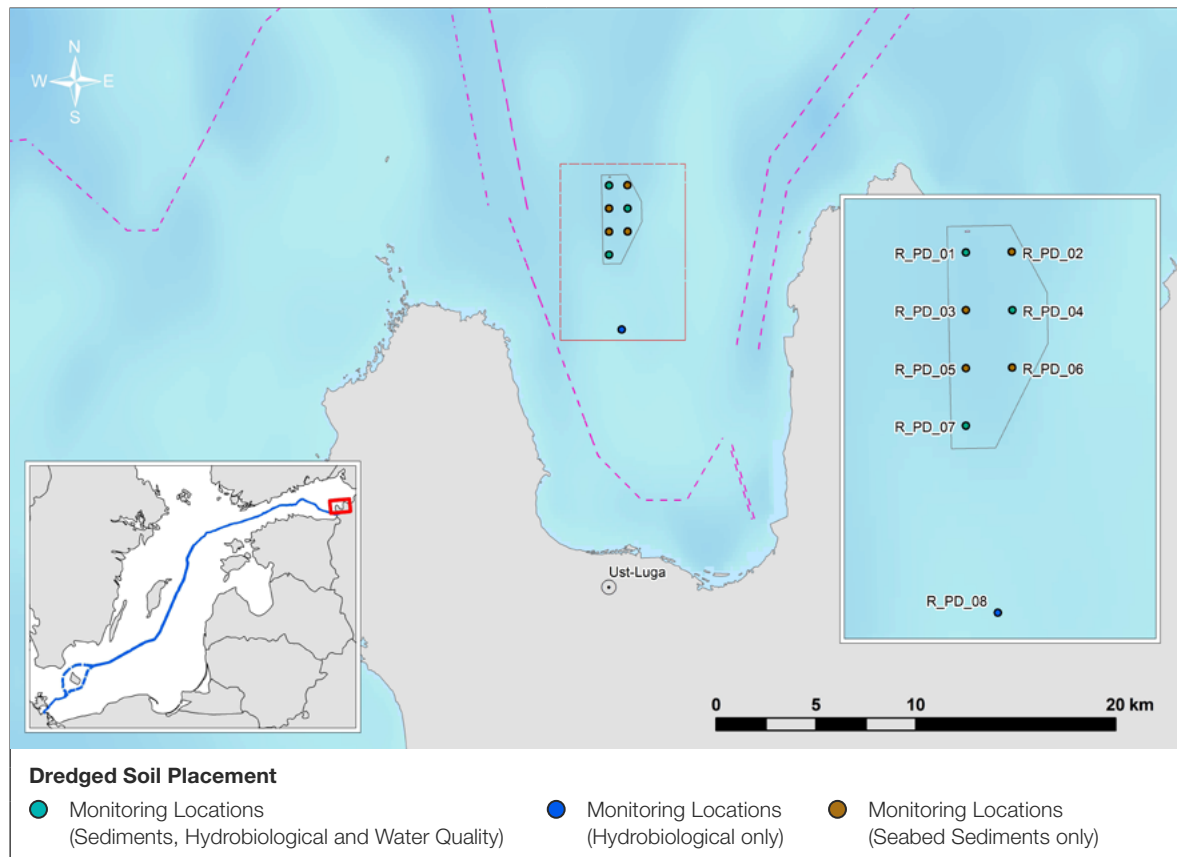 N
W E
S
R_PD_01
R_PD_02
R_PD_03
R_PD_04
R_PD_05
R_PD_06
R_PD_07
R_PD_08
Ust-Luga
0 5 10 20 km
Dredged Soil Placement
Monitoring Locations
(Sediments, Hydrobiological and Water Quality)
Monitoring Locations
(Hydrobiological only)
Monitoring Locations
(Seabed Sediments only)